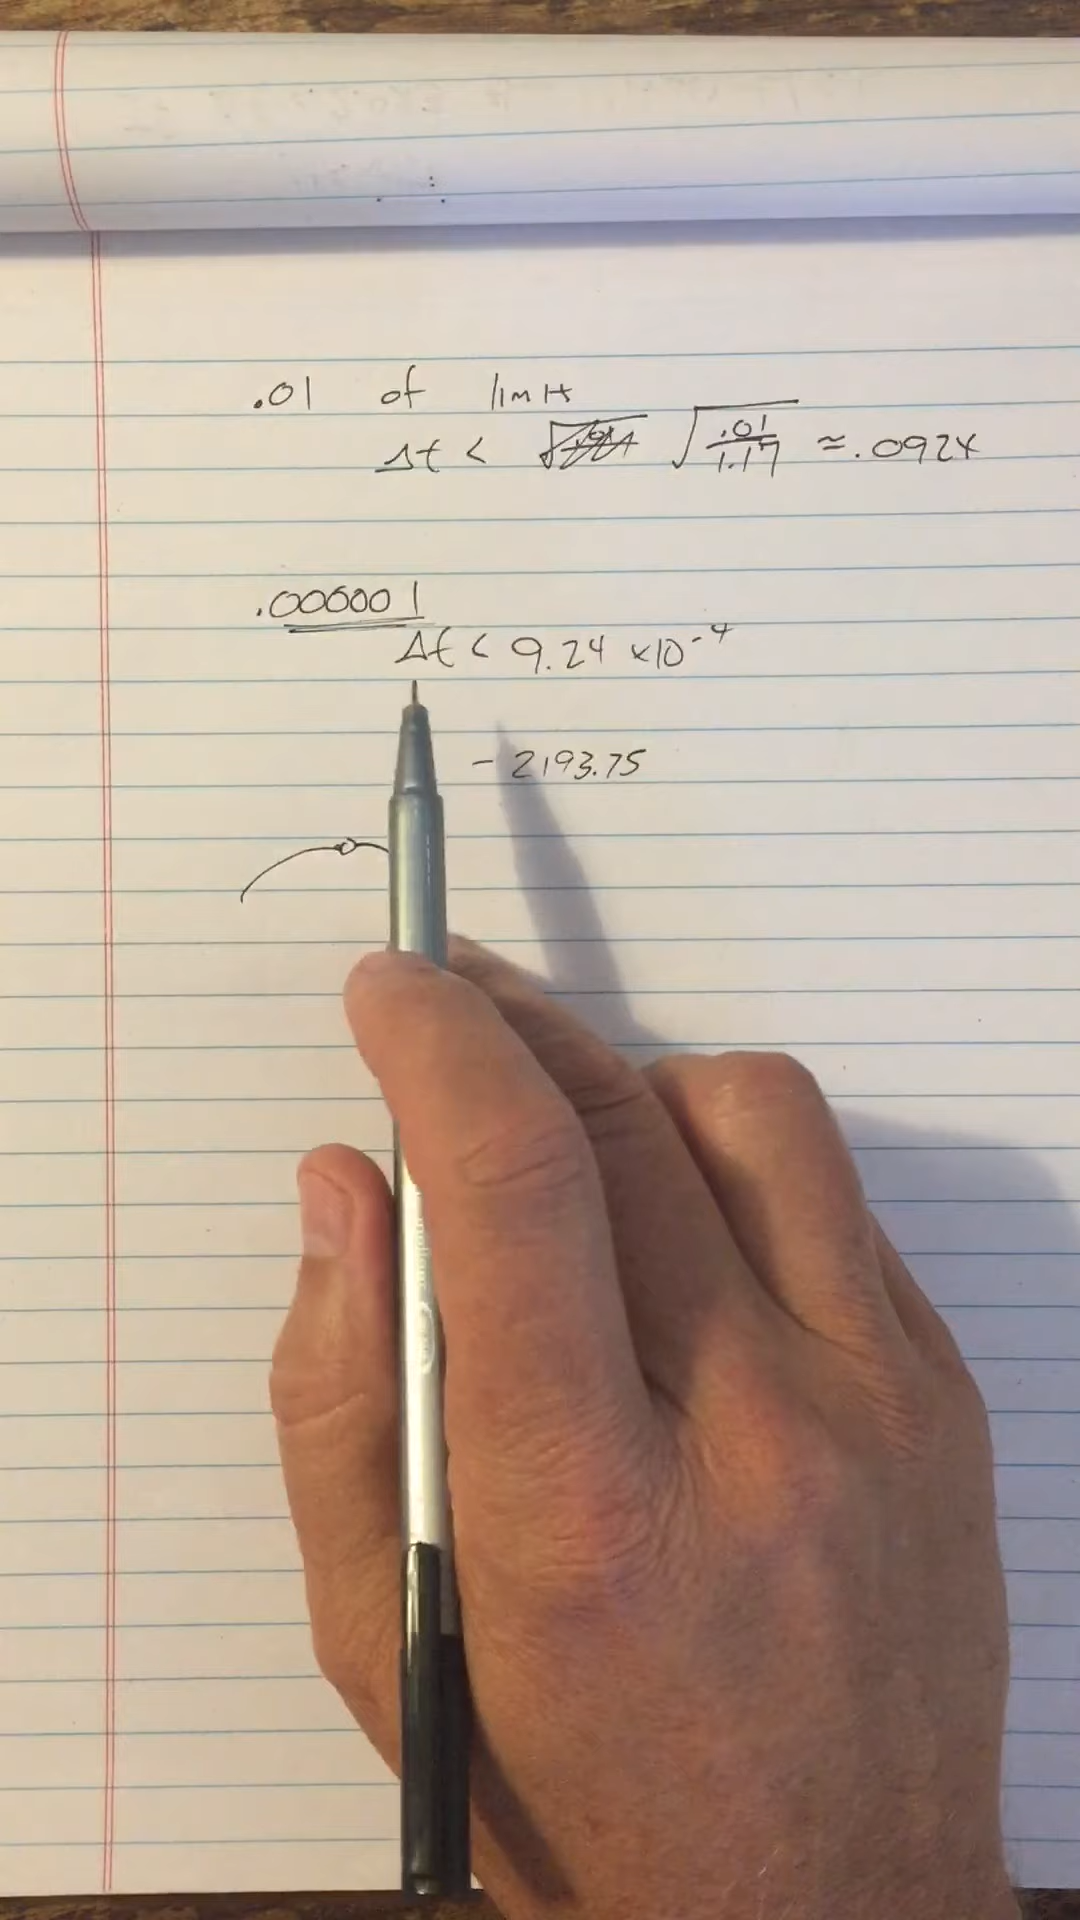 .01 of limit
Δt < √(.01/1.17) ≈ .0924
.000001
Δt < 9.24 ×10⁻⁴
- 2193.75